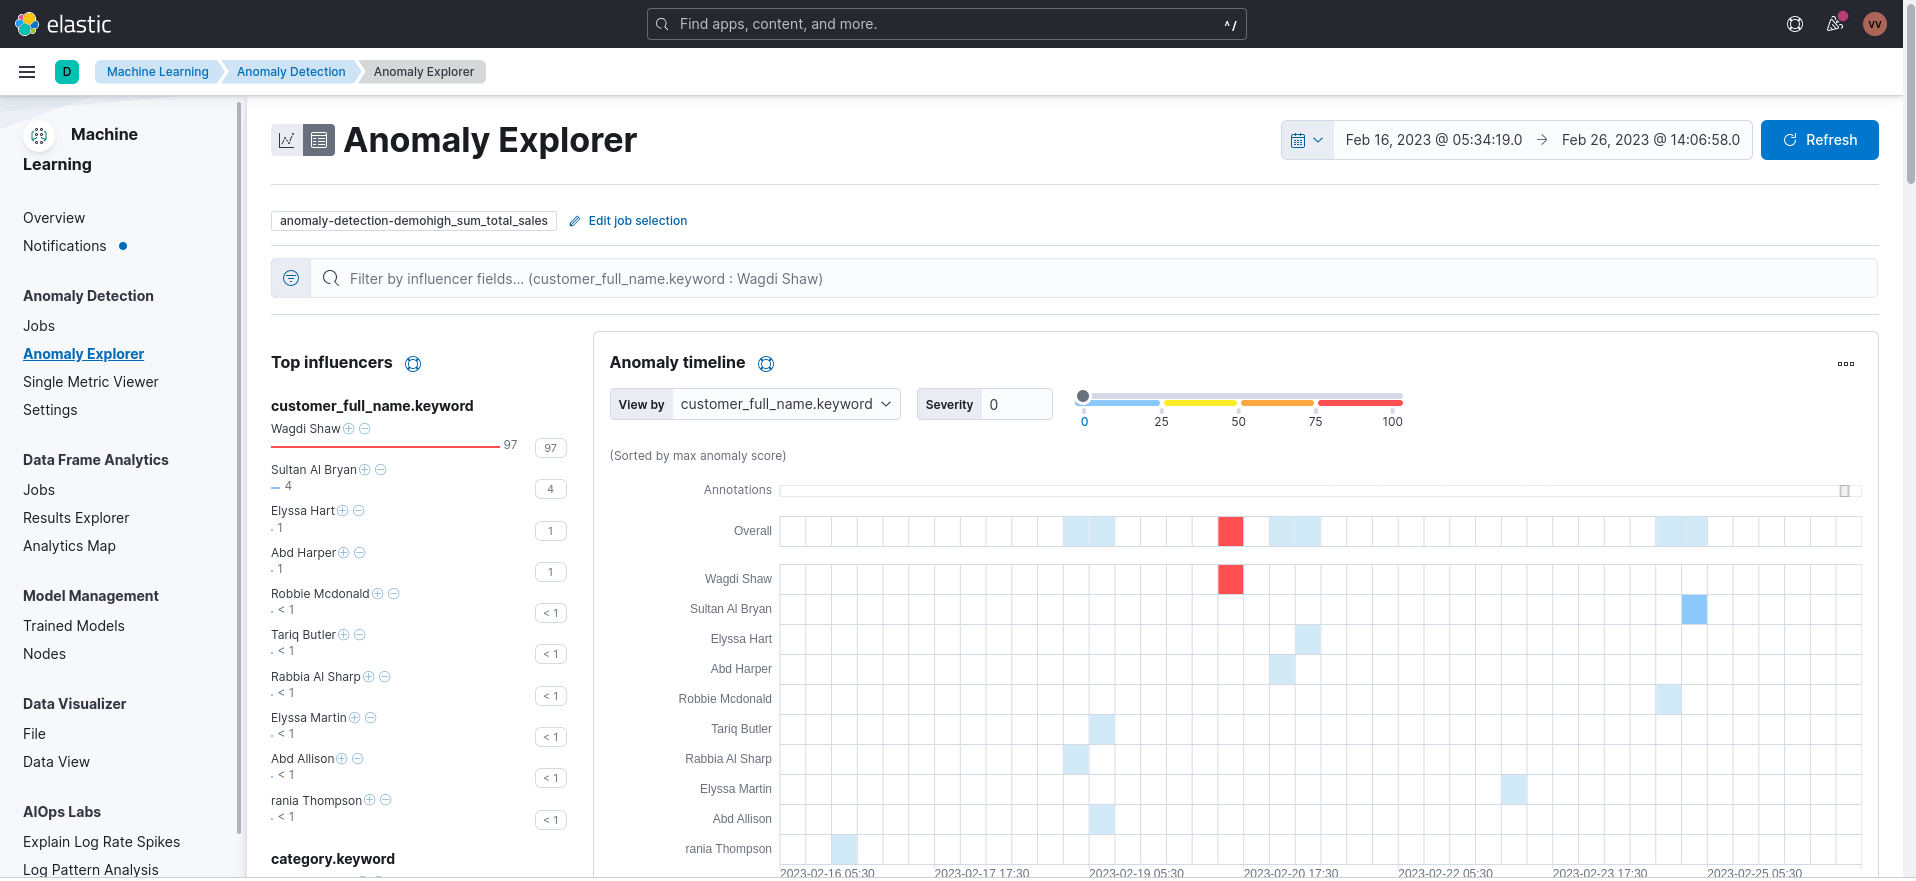 elastic
Find apps, content, and more.
^/
VV
D
Machine Learning
Anomaly Detection
Anomaly Explorer
Machine
Learning
Overview
Notifications
Anomaly Detection
Jobs
Anomaly Explorer
Single Metric Viewer
Settings
Data Frame Analytics
Jobs
Results Explorer
Analytics Map
Model Management
Trained Models
Nodes
Data Visualizer
File
Data View
AIOps Labs
Explain Log Rate Spikes
Log Pattern Analysis
Anomaly Explorer
Feb 16, 2023 @ 05:34:19.0 → Feb 26, 2023 @ 14:06:58.0
Refresh
anomaly-detection-demohigh_sum_total_sales
Edit job selection
Filter by influencer fields... (customer_full_name.keyword : Wagdi Shaw)
Top influencers
customer_full_name.keyword
Wagdi Shaw
97 97
Sultan Al Bryan
4 4
Elyssa Hart
1 1
Abd Harper
1 1
Robbie Mcdonald
< 1 < 1
Tariq Butler
< 1 < 1
Rabbia Al Sharp
< 1 < 1
Elyssa Martin
< 1 < 1
Abd Allison
< 1 < 1
rania Thompson
< 1 < 1
category.keyword
Anomaly timeline
View by customer_full_name.keyword
Severity 0
0 25 50 75 100
(Sorted by max anomaly score)
Annotations
Overall
Wagdi Shaw
Sultan Al Bryan
Elyssa Hart
Abd Harper
Robbie Mcdonald
Tariq Butler
Rabbia Al Sharp
Elyssa Martin
Abd Allison
rania Thompson
2023-02-16 05:30 2023-02-17 17:30 2023-02-19 05:30 2023-02-20 17:30 2023-02-22 05:30 2023-02-23 17:30 2023-02-25 05:30